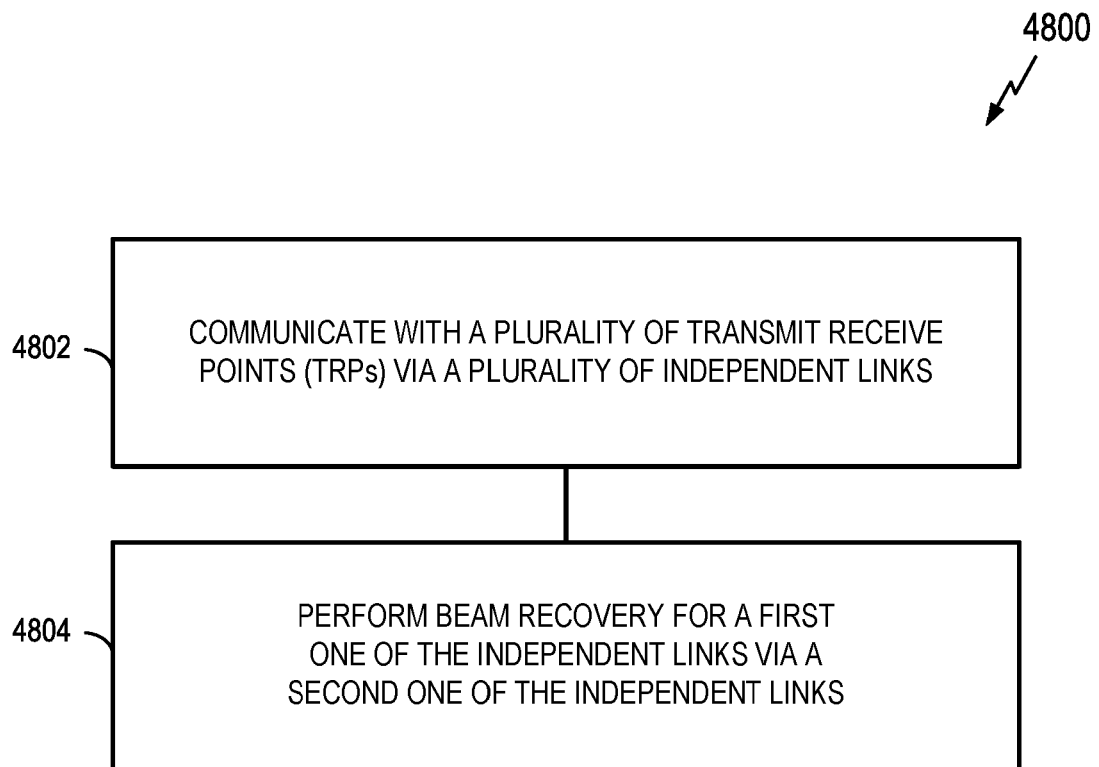 4800
4802
COMMUNICATE WITH A PLURALITY OF TRANSMIT RECEIVE
POINTS (TRPs) VIA A PLURALITY OF INDEPENDENT LINKS
4804
PERFORM BEAM RECOVERY FOR A FIRST
ONE OF THE INDEPENDENT LINKS VIA A
SECOND ONE OF THE INDEPENDENT LINKS